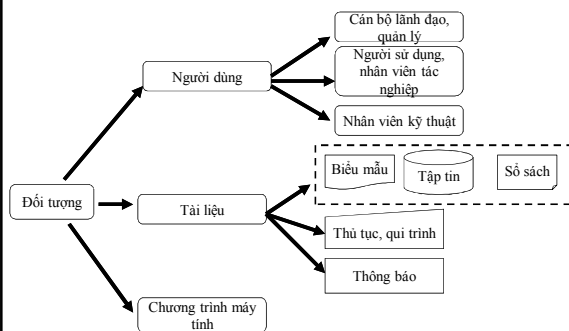 Cán bộ lãnh đạo,
quản lý
Người dùng
Người sử dụng,
nhân viên tác
nghiệp
Nhân viên kỹ thuật
Biểu mẫu
Tập tin
Sổ sách
Đối tượng
Tài liệu
Thủ tục, qui trình
Thông báo
Chương trình máy
tính